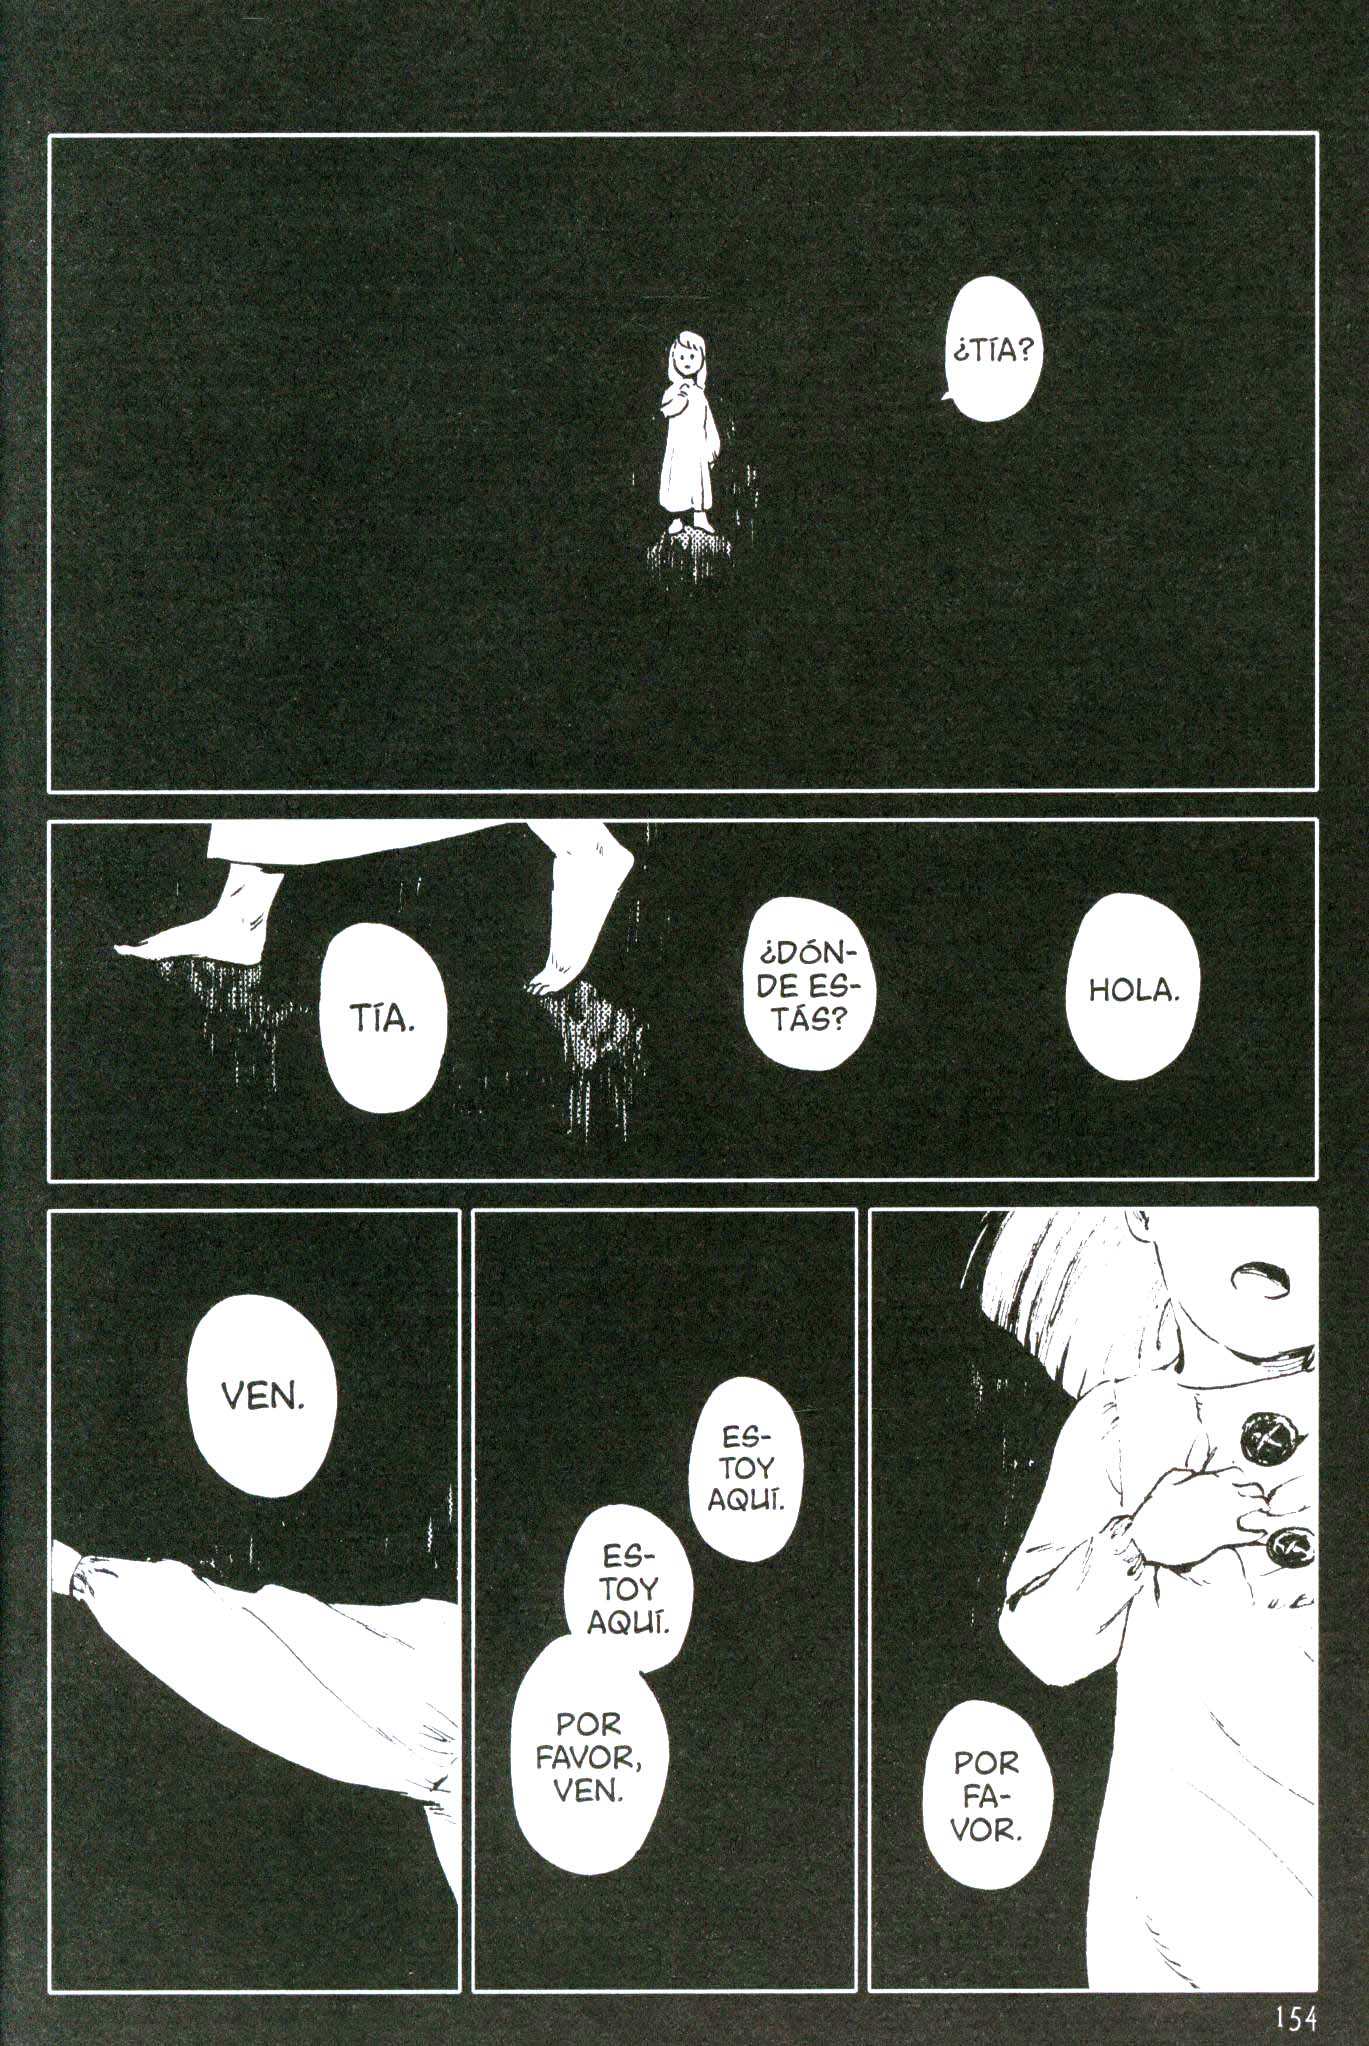 ¿TÍA?
HOLA.
¿DÓN-
DE ES-
TÁS?
TÍA.
POR
FA-
VOR.
ES-
TOY
AQUÍ.
ES-
TOY
AQUÍ.
POR
FAVOR,
VEN.
VEN.
154